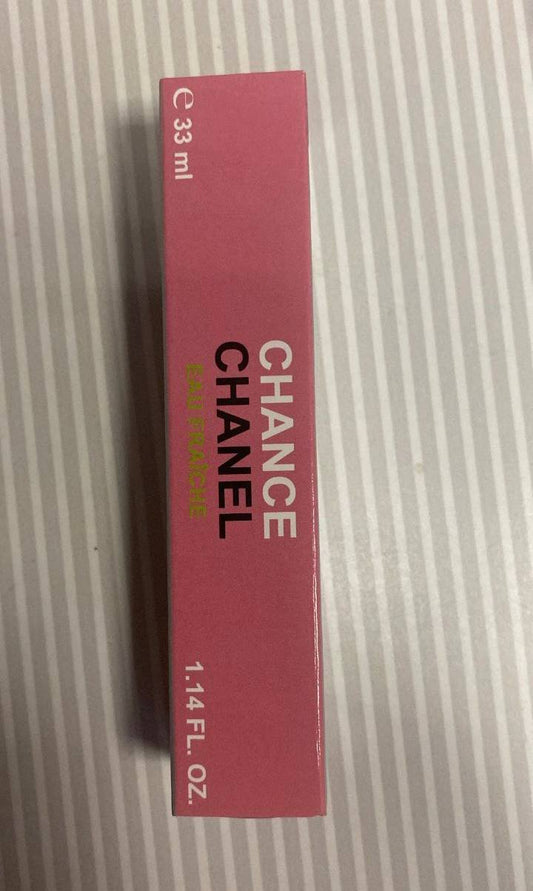 ℮ 33 ml
CHANCE
CHANEL
EAU FRAÎCHE
1.14 FL. OZ.